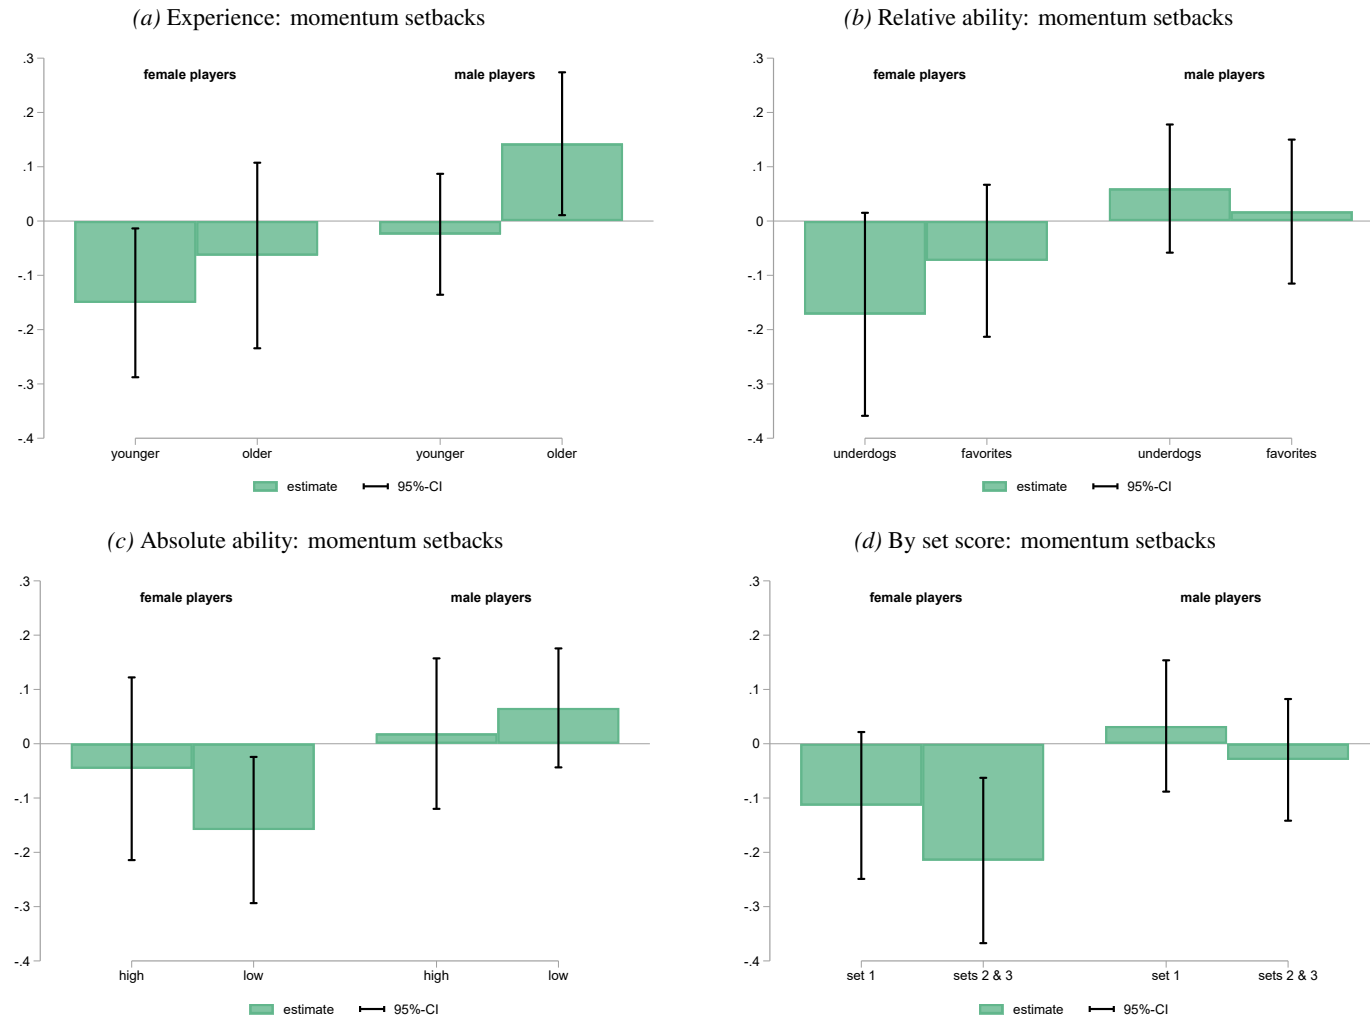 (a) Experience: momentum setbacks
.3
.2
.1
0
-.1
-.2
-.3
-.4
female players
male players
younger older younger older
estimate 95%-CI
(b) Relative ability: momentum setbacks
.3
.2
.1
0
-.1
-.2
-.3
-.4
female players
male players
underdogs favorites underdogs favorites
estimate 95%-CI
(c) Absolute ability: momentum setbacks
.3
.2
.1
0
-.1
-.2
-.3
-.4
female players
male players
high low high low
estimate 95%-CI
(d) By set score: momentum setbacks
.3
.2
.1
0
-.1
-.2
-.3
-.4
female players
male players
set 1 sets 2 & 3 set 1 sets 2 & 3
estimate 95%-CI